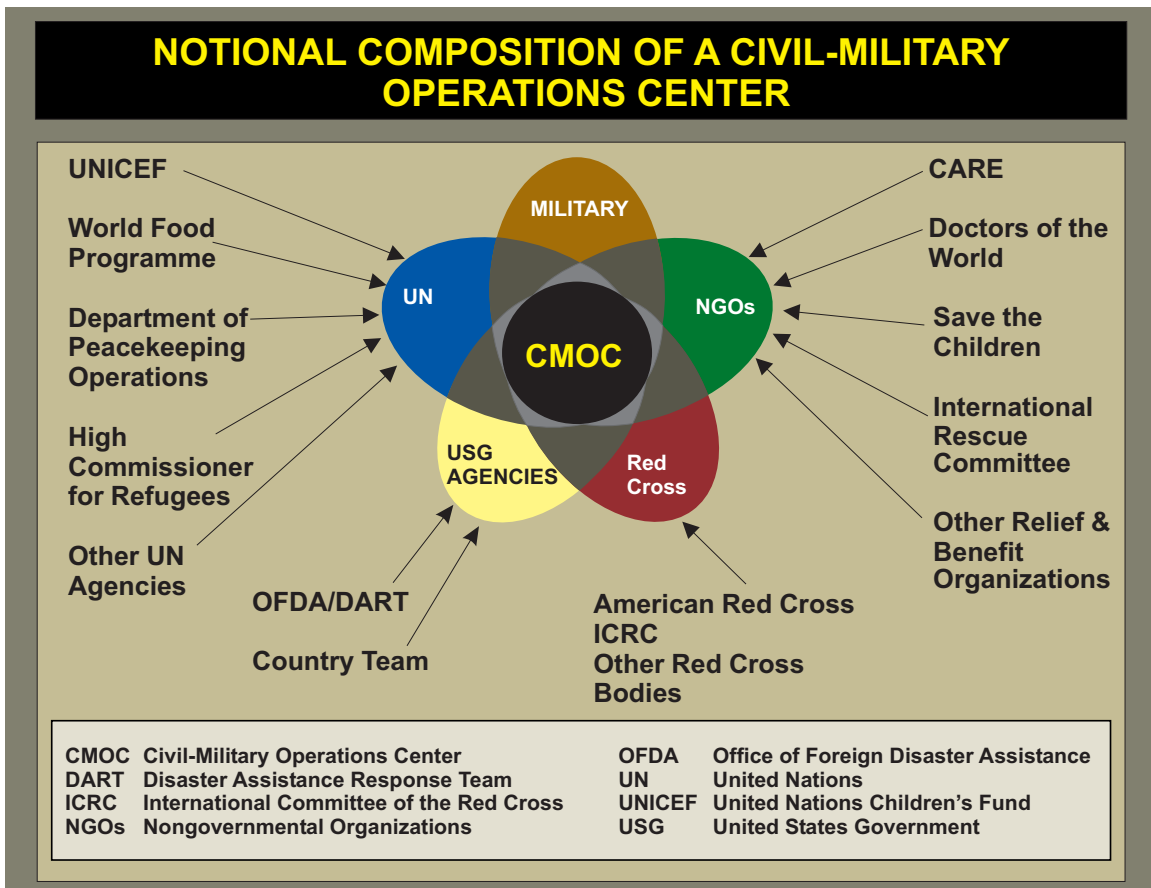 NOTIONAL COMPOSITION OF A CIVIL-MILITARY
OPERATIONS CENTER
UNICEF
World Food
Programme
Department of
Peacekeeping
Operations
High
Commissioner
for Refugees
Other UN
Agencies
MILITARY
UN
NGOs
CMOC
USG
AGENCIES
Red
Cross
CARE
Doctors of the
World
Save the
Children
International
Rescue
Committee
Other Relief &
Benefit
Organizations
OFDA/DART
Country Team
American Red Cross
ICRC
Other Red Cross
Bodies
CMOC Civil-Military Operations Center
DART Disaster Assistance Response Team
ICRC International Committee of the Red Cross
NGOs Nongovernmental Organizations
OFDA Office of Foreign Disaster Assistance
UN United Nations
UNICEF United Nations Children's Fund
USG United States Government